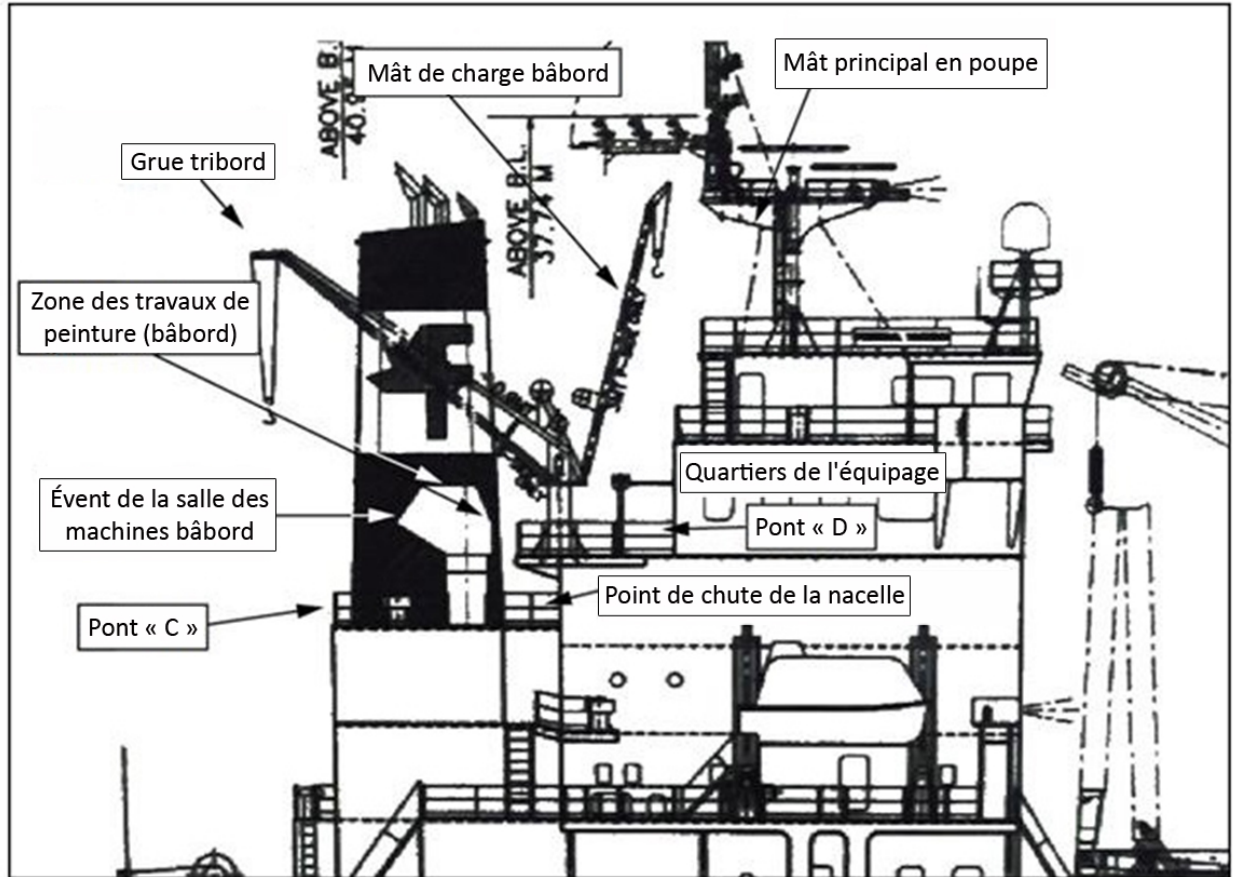 ABOVE B.
Mât de charge bâbord
Mât principal en poupe
Grue tribord
ABOVE B.L.
37.74 M
Zone des travaux de
peinture (bâbord)
Quartiers de l'équipage
Évent de la salle des
machines bâbord
Pont « D »
Point de chute de la nacelle
Pont « C »